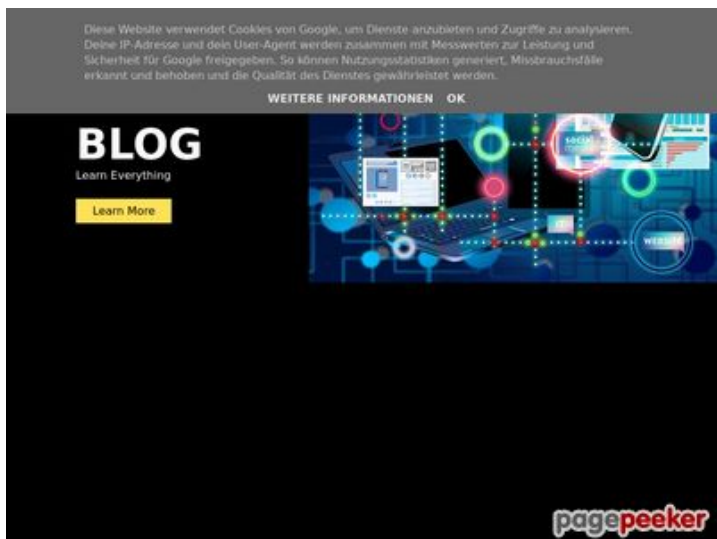 Diese Website verwendet Cookies von Google, um Dienste anzubieten und Zugriffe zu analysieren.
Deine IP-Adresse und dein User-Agent werden zusammen mit Messwerten zur Leistung und
Sicherheit für Google freigegeben. So können Nutzungsstatistiken generiert, Missbrauchsfälle
erkannt und behoben und die Qualität des Dienstes gewährleistet werden.
WEITERE INFORMATIONEN OK
BLOG
Learn Everything
Learn More
social
WEBSITE
pagepeeker